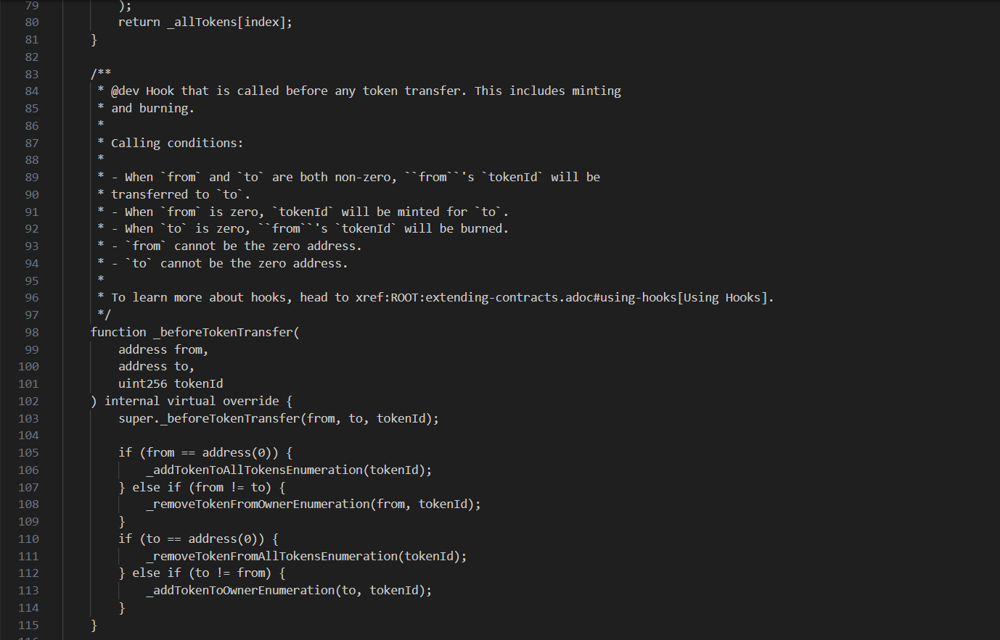 79 );
80 return _allTokens[index];
81 }
82
83 /**
84 * @dev Hook that is called before any token transfer. This includes minting
85 * and burning.
86 *
87 * Calling conditions:
88 *
89 * - When `from` and `to` are both non-zero, ``from``'s `tokenId` will be
90 * transferred to `to`.
91 * - When `from` is zero, `tokenId` will be minted for `to`.
92 * - When `to` is zero, ``from``'s `tokenId` will be burned.
93 * - `from` cannot be the zero address.
94 * - `to` cannot be the zero address.
95 *
96 * To learn more about hooks, head to xref:ROOT:extending-contracts.adoc#using-hooks[Using Hooks].
97 */
98 function _beforeTokenTransfer(
99 address from,
100 address to,
101 uint256 tokenId
102 ) internal virtual override {
103 super._beforeTokenTransfer(from, to, tokenId);
104
105 if (from == address(0)) {
106 _addTokenToAllTokensEnumeration(tokenId);
107 } else if (from != to) {
108 _removeTokenFromOwnerEnumeration(from, tokenId);
109 }
110 if (to == address(0)) {
111 _removeTokenFromAllTokensEnumeration(tokenId);
112 } else if (to != from) {
113 _addTokenToOwnerEnumeration(to, tokenId);
114 }
115 }